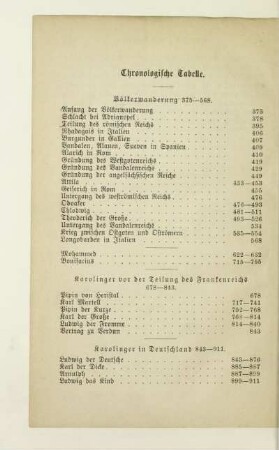 Chronologische Tabelle.
Völkerwanderung 375—568.
Anfang der Völkerwanderung 375
Schlacht bei Adrianopel 378
Teilung des römischen Reichs 395
Rhadagais in Italien 406
Burgunder in Gallien 407
Vandalen, Alanen, Sueven in Spanien 409
Alarich in Rom 410
Gründung des Westgotenreichs 419
Gründung des Vandalenreichs 429
Gründung der angelsächsischen Reiche 449
Attila 433—453
Geiserich in Rom 455
Untergang des weströmischen Reichs 476
Odoaker 476—493
Chlodwig 481—511
Theoderich der Große 493—526
Untergang des Vandalenreichs 534
Krieg zwischen Ostgoten und Oströmern 535—554
Longobarden in Italien 568
Mohammed 622—632
Bonifacius 718—755
Karolinger vor der Teilung des Frankenreichs
678—843.
Pipin von Heristal 678
Karl Martell 717—741
Pipin der Kurze 752—768
Karl der Große 768—814
Ludwig der Fromme 814—840
Vertrag zu Verdun 843
Karolinger in Deutschland 843—911.
Ludwig der Deutsche 843—876
Karl der Dicke 885—887
Arnulph 887—899
Ludwig das Kind 899—911